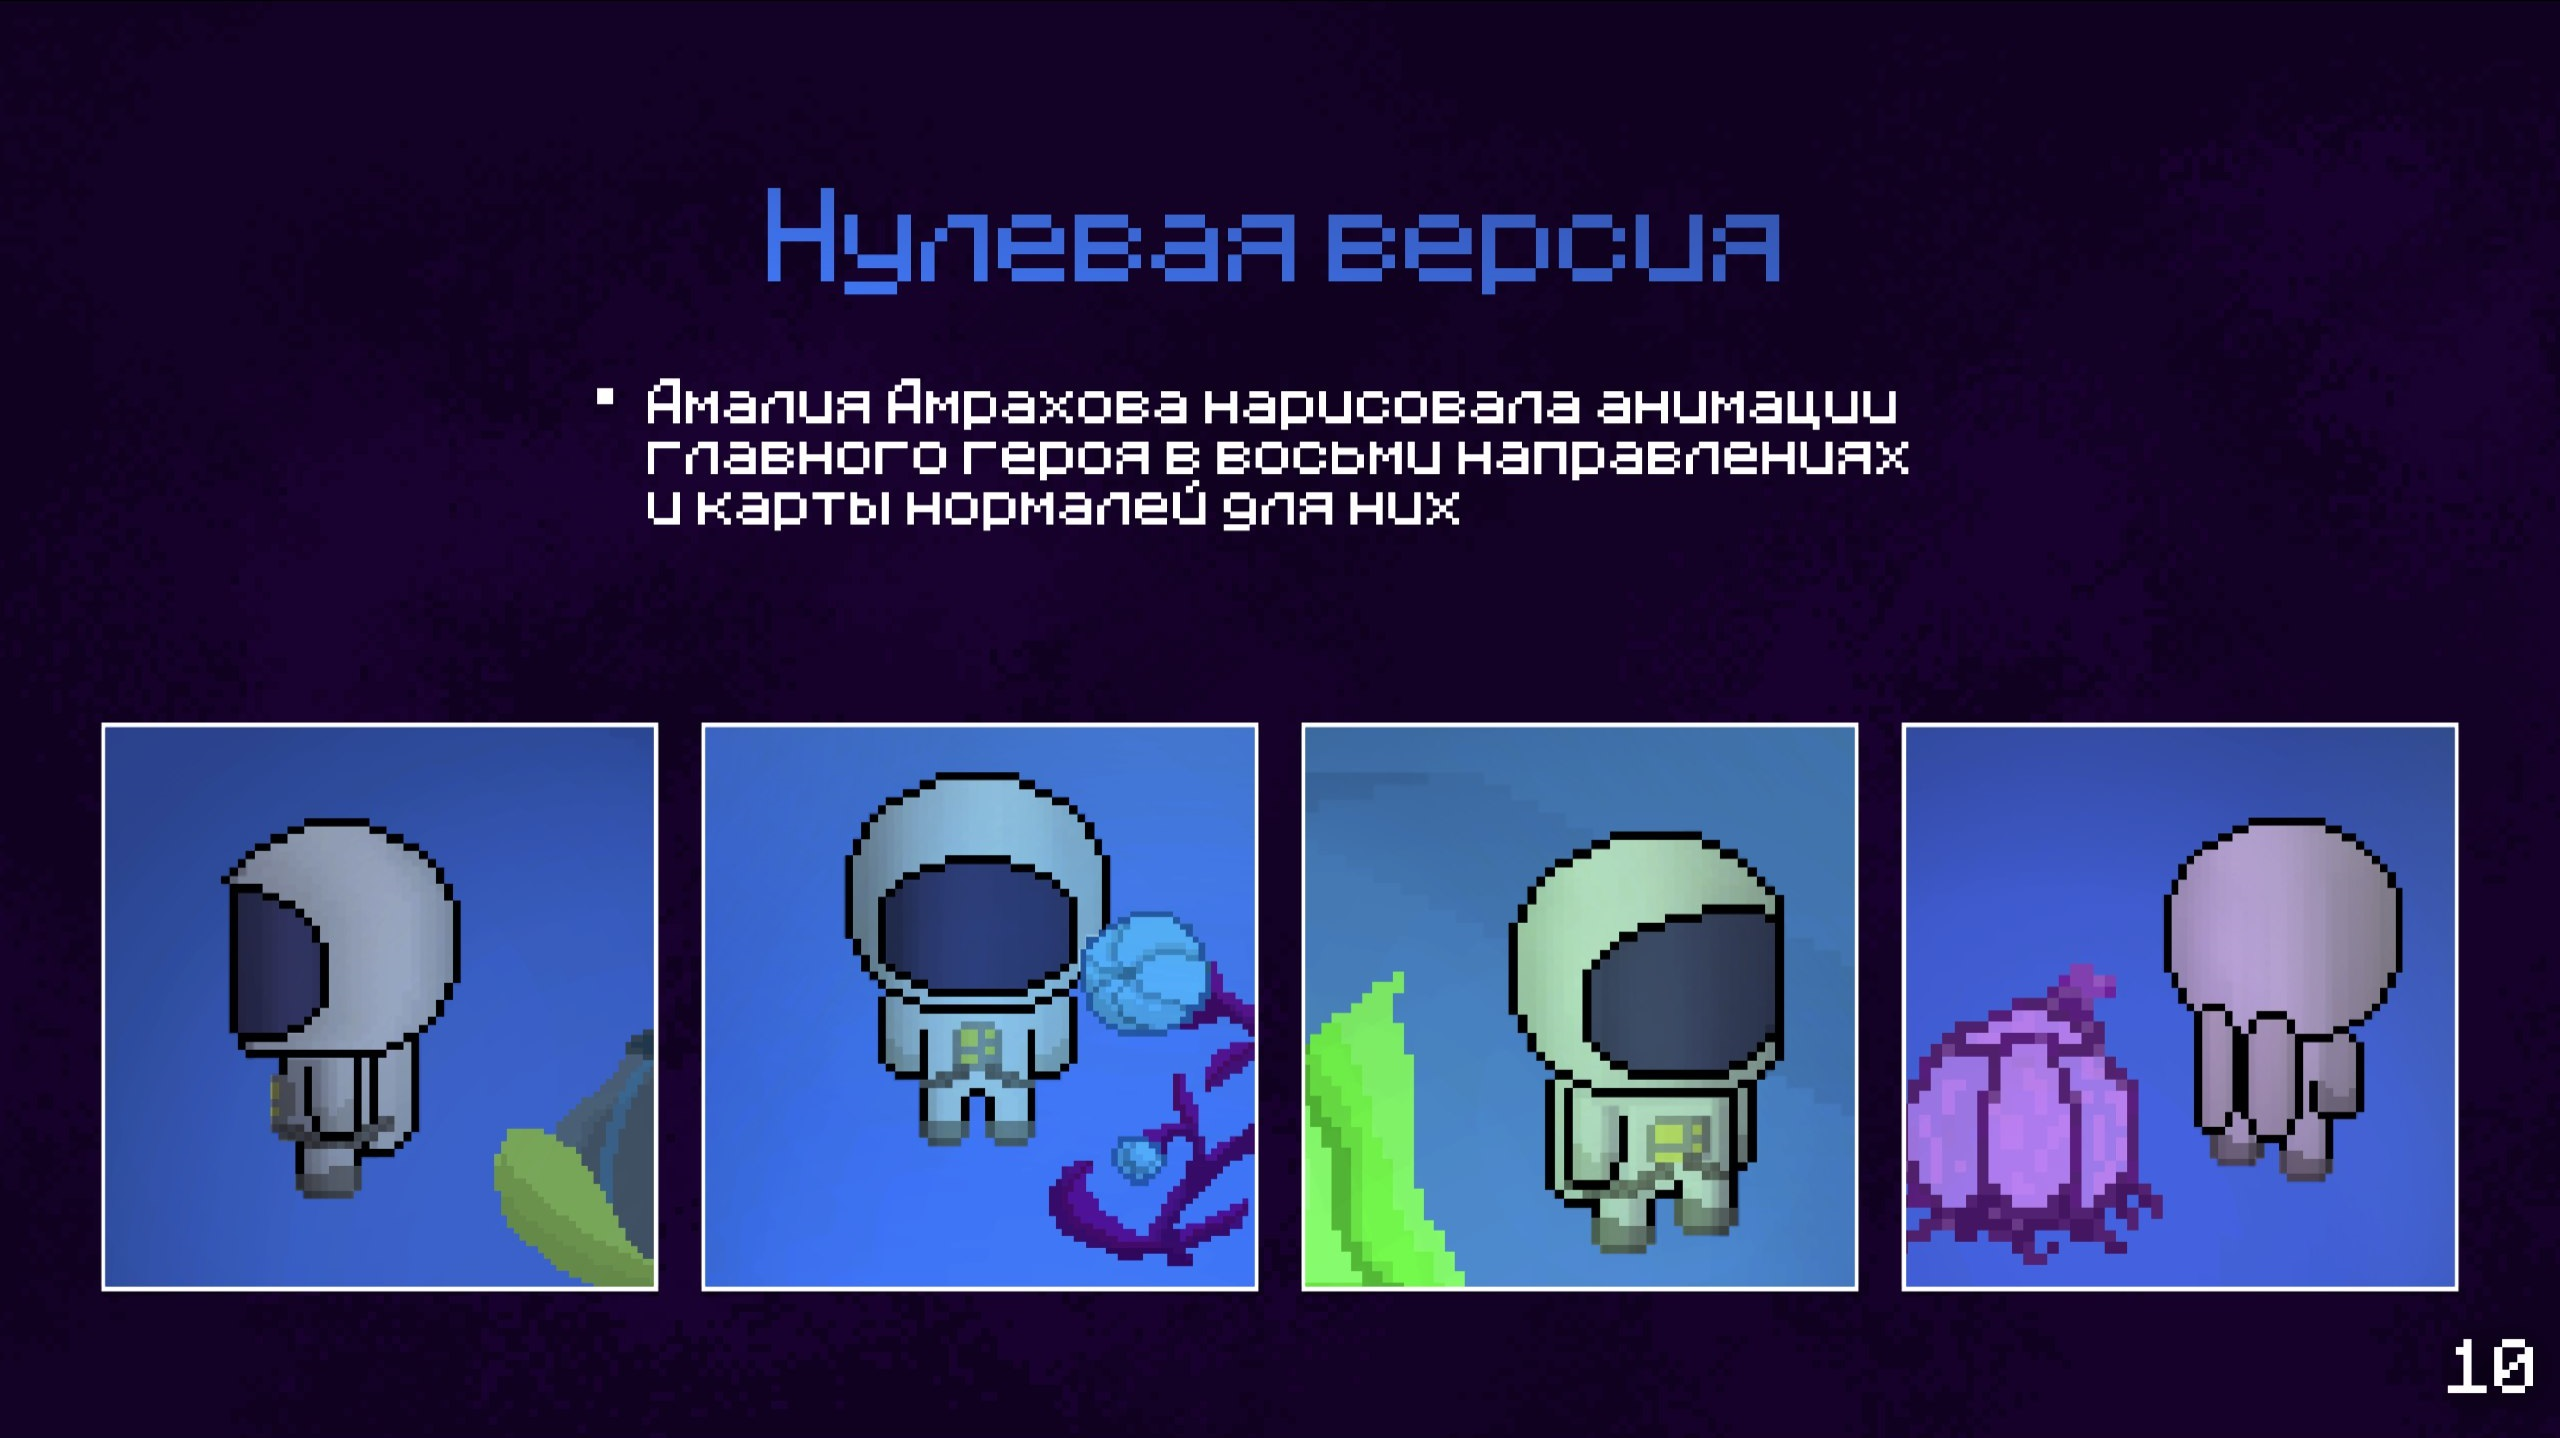 Нулевая версия
▪ Амалия Амрахова нарисовала анимации
главного героя в восьми направлениях
и карты нормалей для них
10